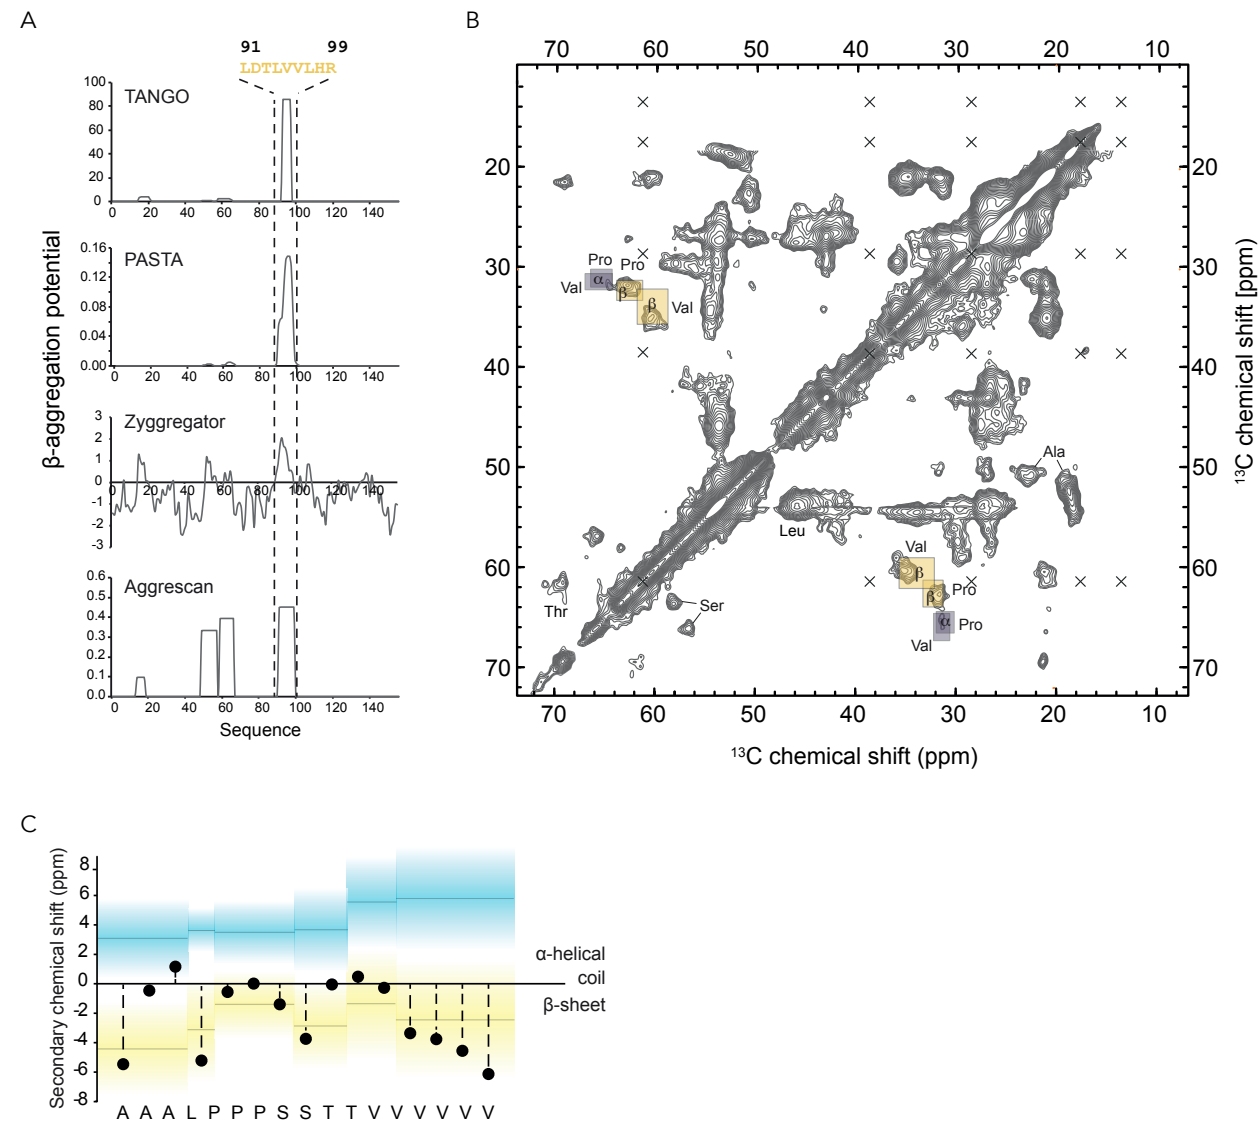 A
91 99
LDTLVVLHR
β-aggregation potential
TANGO
100
80
60
40
20
0
0 20 40 60 80 100 120 140
PASTA
0.16
0.12
0.08
0.04
0.00
0 20 40 60 80 100 120 140
Zyggregator
3
2
1
0
-1
-2
-3
0 20 40 60 80 100 120 140
Aggrescan
0.6
0.5
0.4
0.3
0.2
0.1
0.0
0 20 40 60 80 100 120 140
Sequence
B
70 60 50 40 30 20 10
20
30
40
50
60
70
20
30
40
50
60
70
13C chemical shift [ppm]
Pro Pro
Val α β β Val
Ala
Leu
Val
β
β Pro
α Pro
Val
Thr
Ser
70 60 50 40 30 20 10
13C chemical shift (ppm)
C
Secondary chemical shift (ppm)
8
6
4
2
0
-2
-4
-6
-8
α-helical
coil
β-sheet
A A A L P P P S S T T V V V V V V